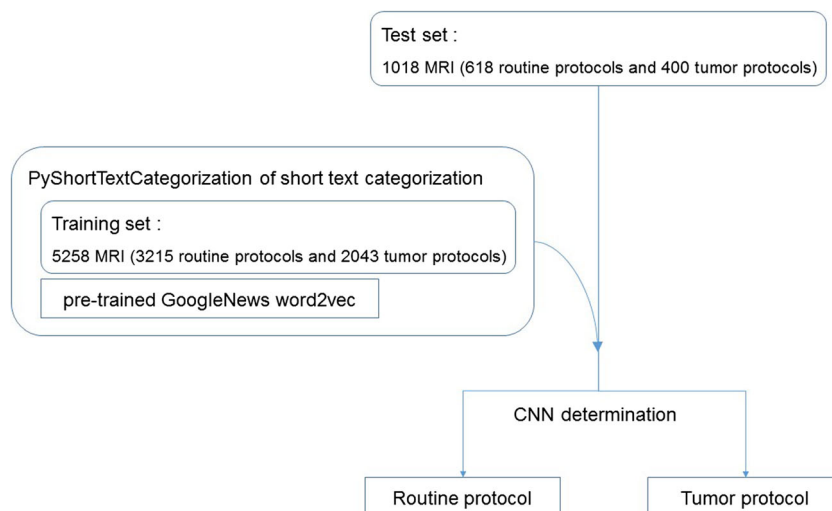 Test set :
1018 MRI (618 routine protocols and 400 tumor protocols)
PyShortTextCategorization of short text categorization
Training set :
5258 MRI (3215 routine protocols and 2043 tumor protocols)
pre-trained GoogleNews word2vec
CNN determination
Routine protocol
Tumor protocol